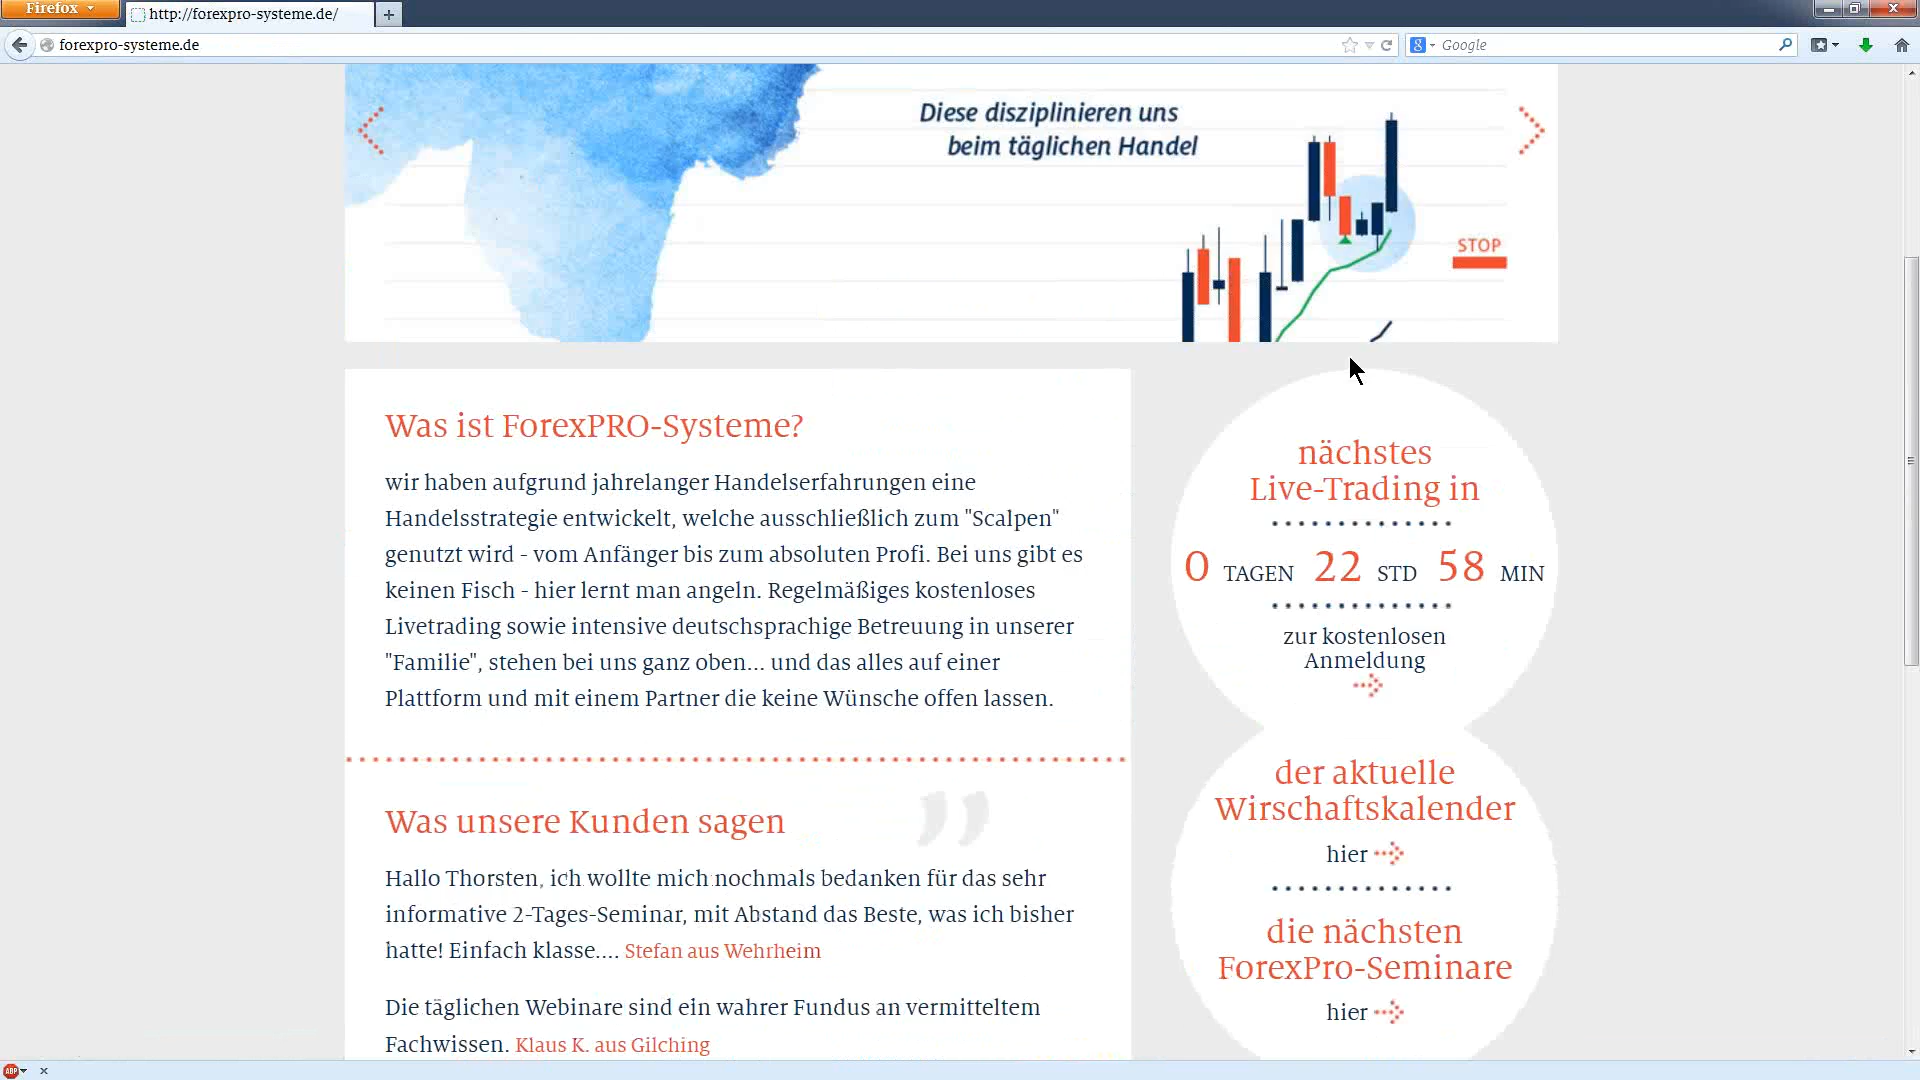 Firefox
http://forexpro-systeme.de/
forexpro-systeme.de
Google
Diese disziplinieren uns
beim täglichen Handel
STOP
Was ist ForexPRO-Systeme?
wir haben aufgrund jahrelanger Handelserfahrungen eine
Handelsstrategie entwickelt, welche ausschließlich zum "Scalpen"
genutzt wird - vom Anfänger bis zum absoluten Profi. Bei uns gibt es
keinen Fisch - hier lernt man angeln. Regelmäßiges kostenloses
Livetrading sowie intensive deutschsprachige Betreuung in unserer
"Familie", stehen bei uns ganz oben... und das alles auf einer
Plattform und mit einem Partner die keine Wünsche offen lassen.
Was unsere Kunden sagen
Hallo Thorsten, ich wollte mich nochmals bedanken für das sehr
informative 2-Tages-Seminar, mit Abstand das Beste, was ich bisher
hatte! Einfach klasse.... Stefan aus Wehrheim
Die täglichen Webinare sind ein wahrer Fundus an vermitteltem
Fachwissen. Klaus K. aus Gilching
nächstes
Live-Trading in
0 TAGEN 22 STD 58 MIN
zur kostenlosen
Anmeldung
der aktuelle
Wirschaftskalender
hier
die nächsten
ForexPro-Seminare
hier
ABP